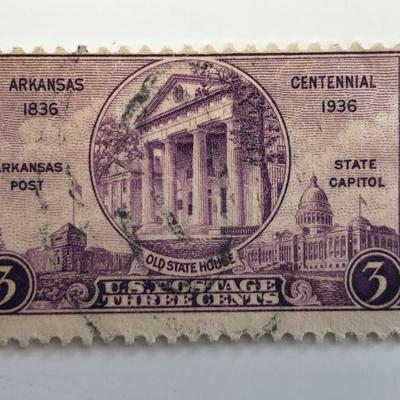 ARKANSAS
1836
CENTENNIAL
1936
ARKANSAS
POST
STATE
CAPITOL
OLD STATE HOUSE
3
U.S. POSTAGE
THREE CENTS
3